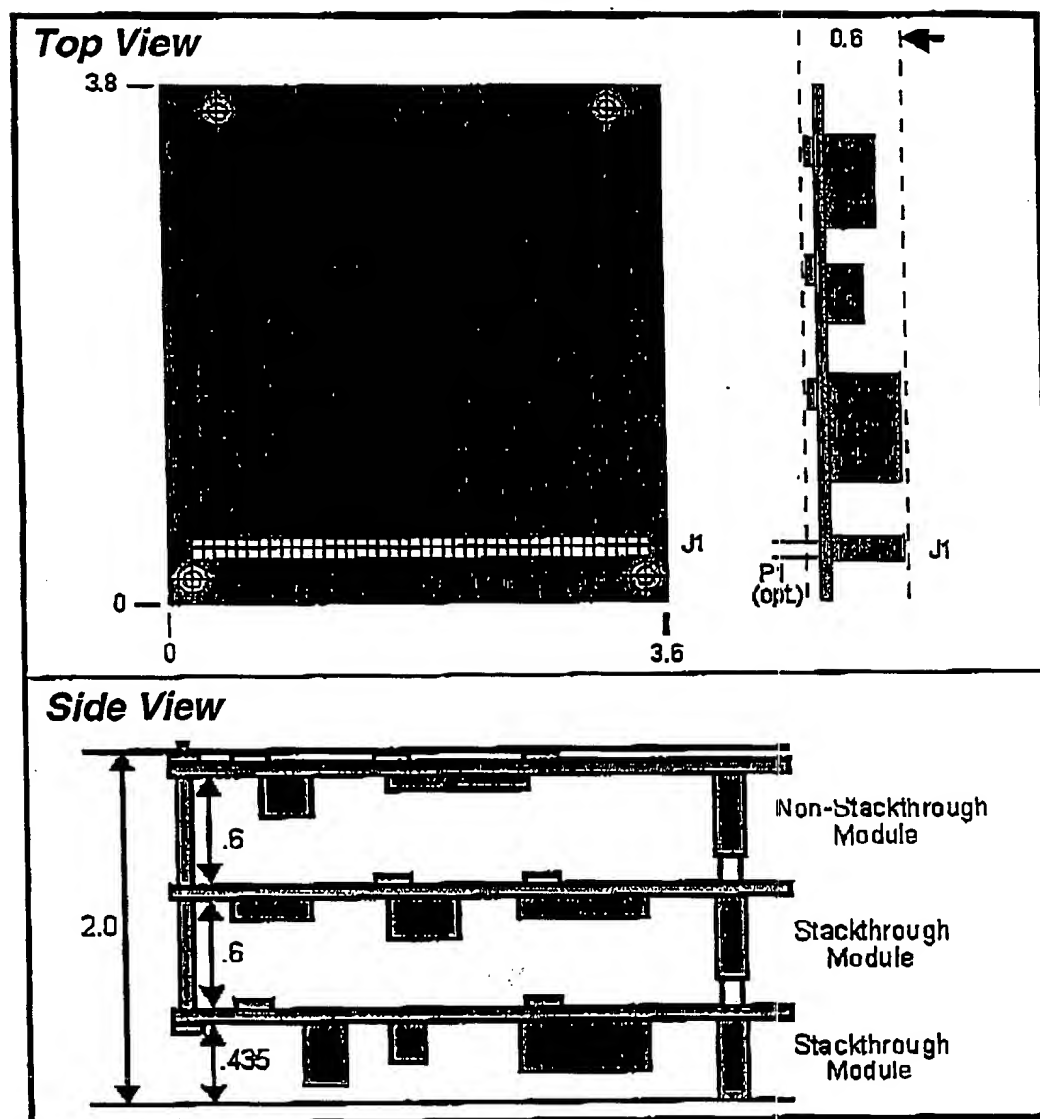 Top View
3.8
0.6
J1
J1
P1
(opt)
0
0
3.6
Side View
Non-Stackthrough
Module
.6
2.0
Stackthrough
Module
.6
Stackthrough
Module
.435